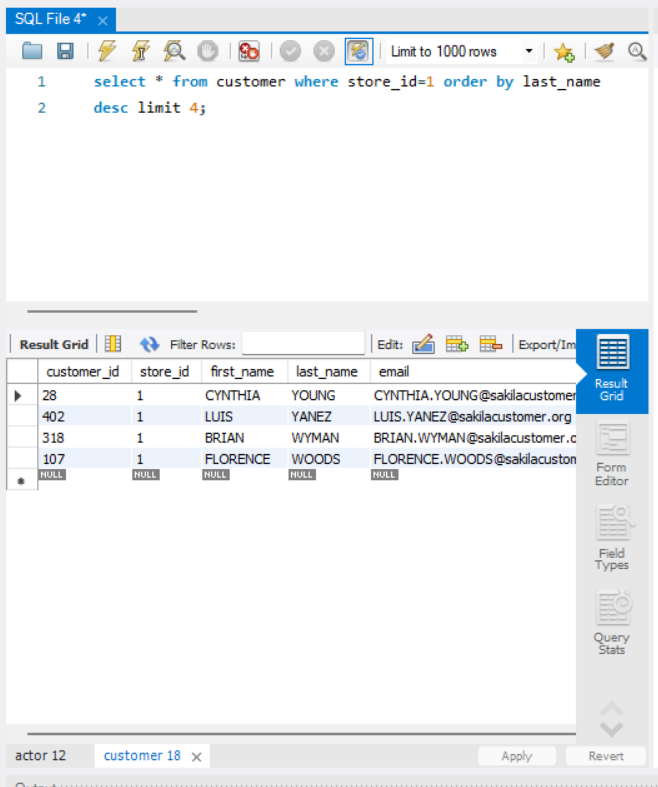 SQL File 4*
Limit to 1000 rows
1 select * from customer where store_id=1 order by last_name
2 desc limit 4;
Result Grid Filter Rows: Edit: Export/Im
customer_id store_id first_name last_name email
28 1 CYNTHIA YOUNG CYNTHIA.YOUNG@sakilacustomer
402 1 LUIS YANEZ LUIS.YANEZ@sakilacustomer.org
318 1 BRIAN WYMAN BRIAN.WYMAN@sakilacustomer.o
107 1 FLORENCE WOODS FLORENCE.WOODS@sakilacustom
NULL NULL NULL NULL NULL
Result
Grid
Form
Editor
Field
Types
Query
Stats
actor 12 customer 18 Apply Revert
Output